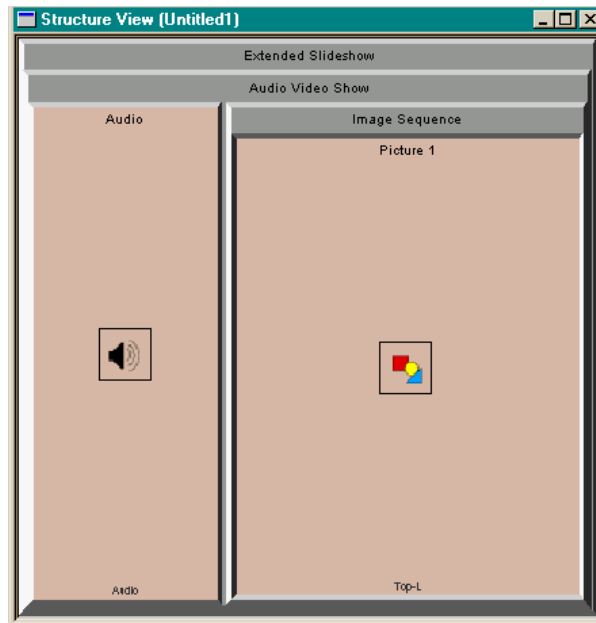 Structure View (Untitled1)
Extended Slideshow
Audio Video Show
Audio
Image Sequence
Picture 1
Audio
Top-L